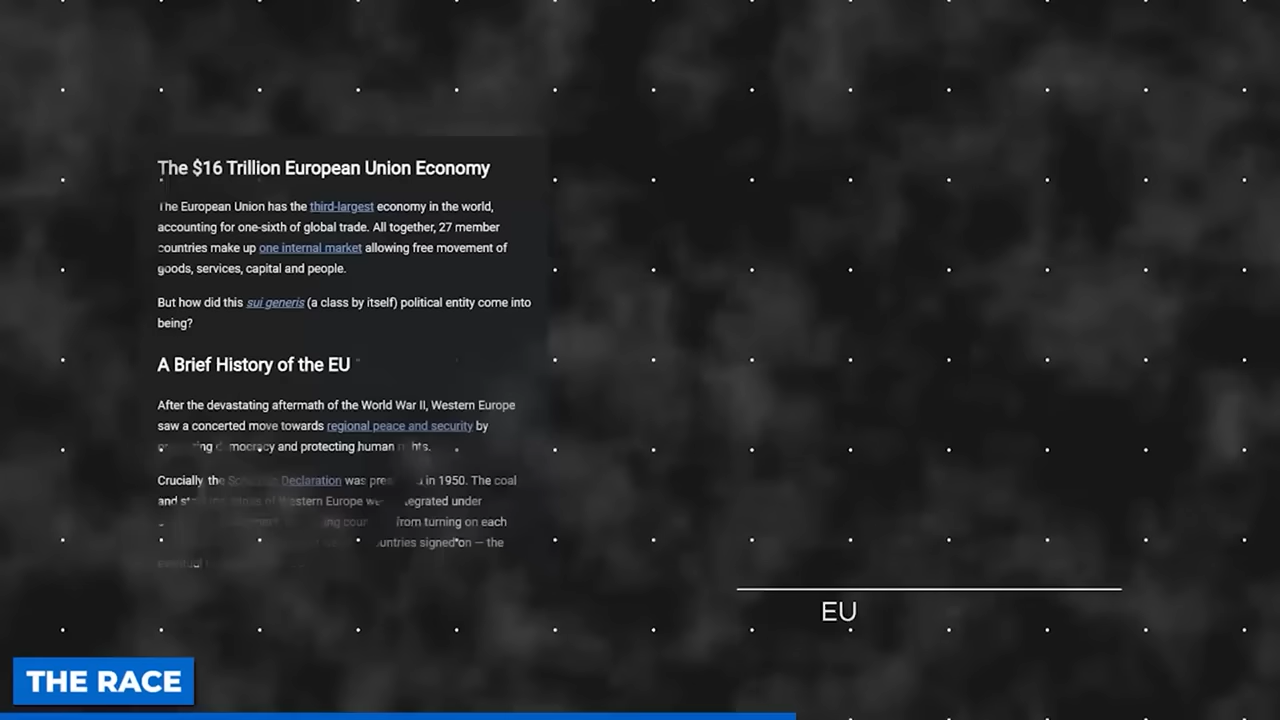 The $16 Trillion European Union Economy
The European Union has the third-largest economy in the world,
accounting for one-sixth of global trade. All together, 27 member
countries make up one internal market allowing free movement of
goods, services, capital and people.
But how did this sui generis (a class by itself) political entity come into
being?
A Brief History of the EU
After the devastating aftermath of the World War II, Western Europe
saw a concerted move towards regional peace and security by
democracy and protecting human
Crucially, the Declaration was in 1950. The coal
and of Western Europe
from turning on each
signed on — the
EU
THE RACE